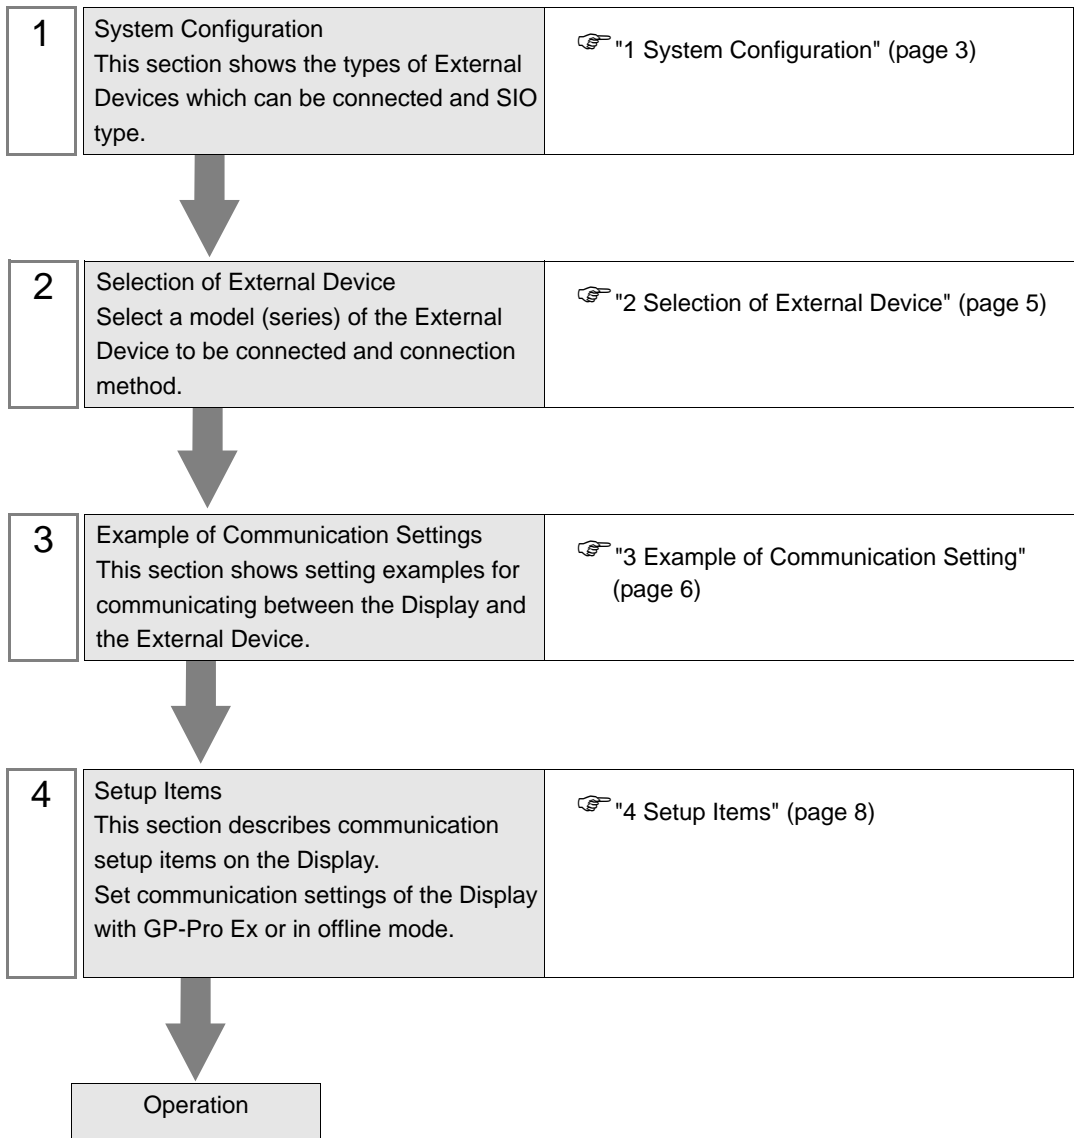 1
System Configuration
This section shows the types of External
Devices which can be connected and SIO
type.
"1 System Configuration" (page 3)
2
Selection of External Device
Select a model (series) of the External
Device to be connected and connection
method.
"2 Selection of External Device" (page 5)
3
Example of Communication Settings
This section shows setting examples for
communicating between the Display and
the External Device.
"3 Example of Communication Setting"
(page 6)
4
Setup Items
This section describes communication
setup items on the Display.
Set communication settings of the Display
with GP-Pro Ex or in offline mode.
"4 Setup Items" (page 8)
Operation